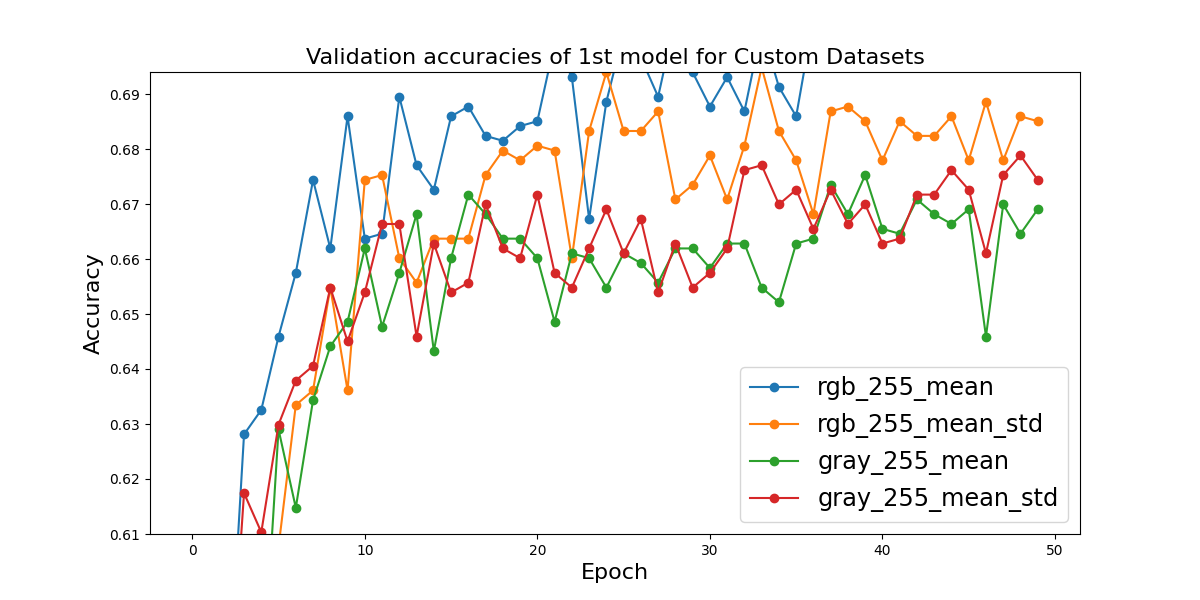 Validation accuracies of 1st model for Custom Datasets
Accuracy
0.69
0.68
0.67
0.66
0.65
0.64
0.63
0.62
0.61
rgb_255_mean
rgb_255_mean_std
gray_255_mean
gray_255_mean_std
0 10 20 30 40 50
Epoch